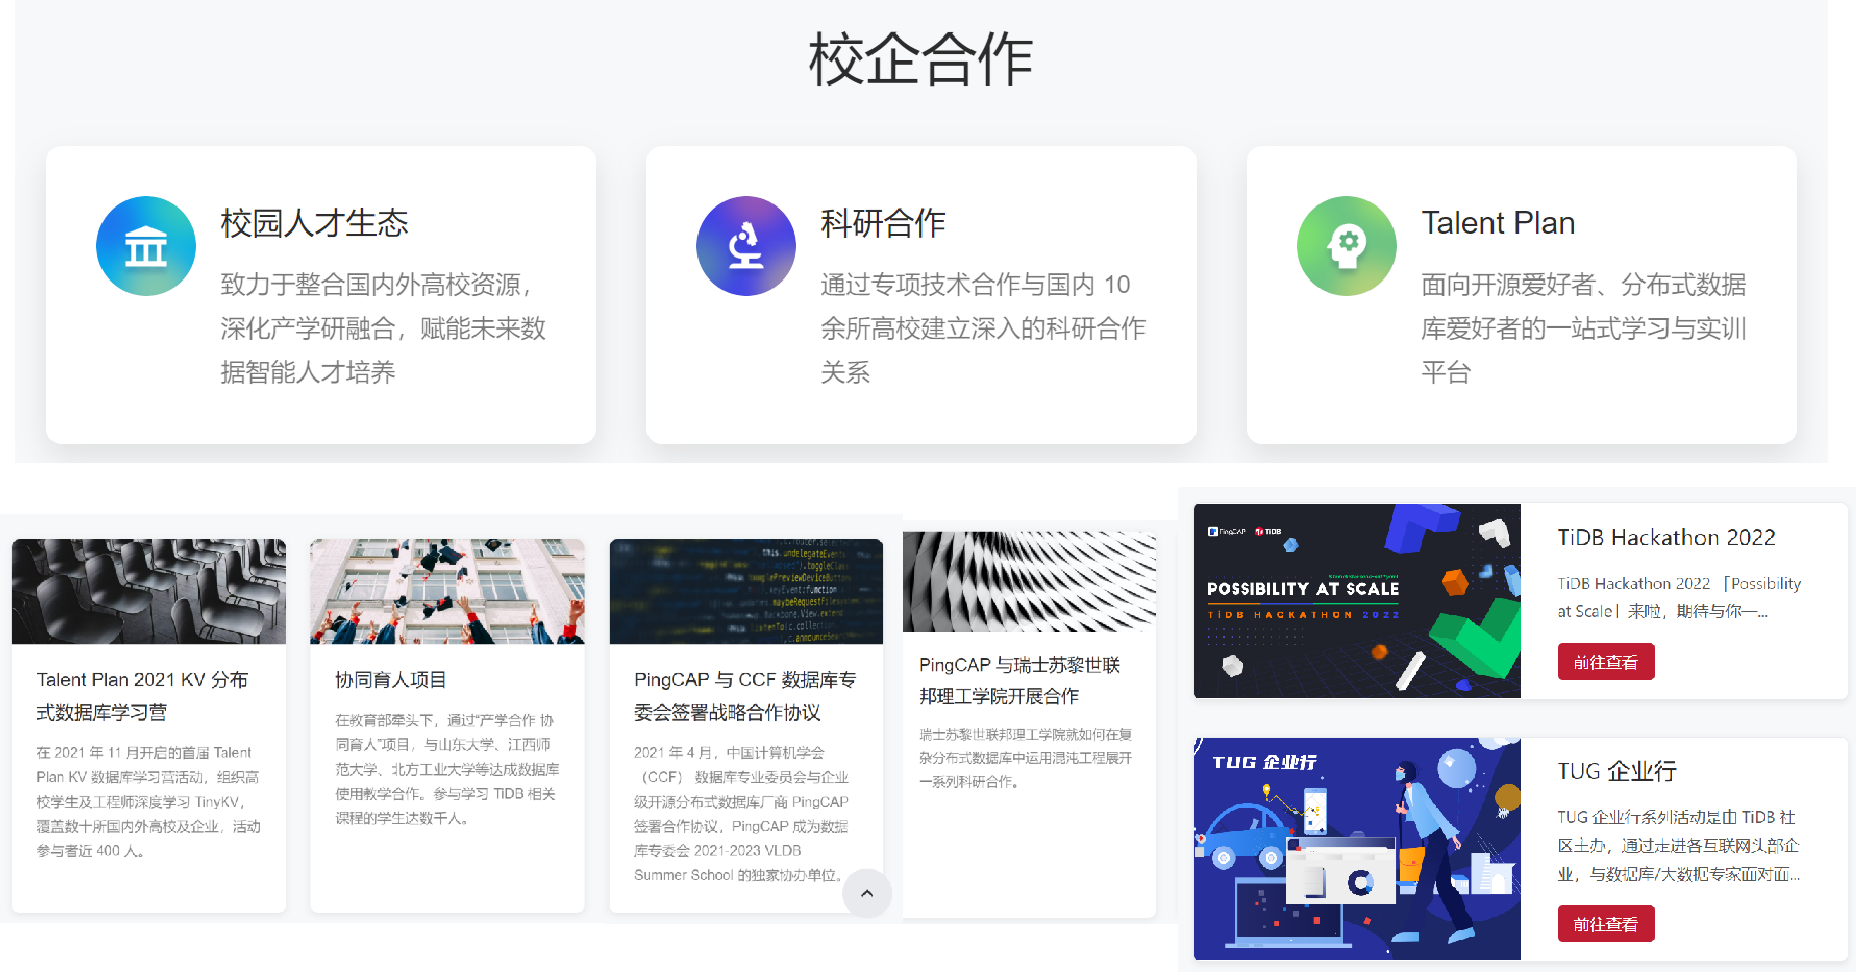 校企合作
校园人才生态
致力于整合国内外高校资源，
深化产学研融合，赋能未来数
据智能人才培养
科研合作
通过专项技术合作与国内 10
余所高校建立深入的科研合作
关系
Talent Plan
面向开源爱好者、分布式数据
库爱好者的一站式学习与实训
平台
Talent Plan 2021 KV 分布
式数据库学习营
在 2021 年 11 月开启的首届 Talent
Plan KV 数据库学习营活动，组织高
校学生及工程师深度学习 TinyKV，
覆盖数十所国内外高校及企业，活动
参与者近 400 人。
协同育人项目
在教育部牵头下，通过“产学合作 协
同育人”项目，与山东大学、江西师
范大学、北方工业大学等达成数据库
使用教学合作。参与学习 TiDB 相关
课程的学生达数千人。
PingCAP 与 CCF 数据库专
委会签署战略合作协议
2021 年 4 月，中国计算机学会
（CCF） 数据库专业委员会与企业
级开源分布式数据库厂商 PingCAP
签署合作协议，PingCAP 成为数据
库专委会 2021-2023 VLDB
Summer School 的独家协办单位。
PingCAP 与瑞士苏黎世联
邦理工学院开展合作
瑞士苏黎世联邦理工学院就如何在复
杂分布式数据库中运用混沌工程展开
一系列科研合作。
PingCAP TiDB
POSSIBILITY AT SCALE
TiDB HACKATHON 2022
TiDB Hackathon 2022
TiDB Hackathon 2022 「Possibility
at Scale」来啦，期待与你一...
前往查看
TUG 企业行
TUG 企业行
TUG 企业行系列活动是由 TiDB 社
区主办，通过走进各互联网头部企
业，与数据库/大数据专家面对面...
前往查看